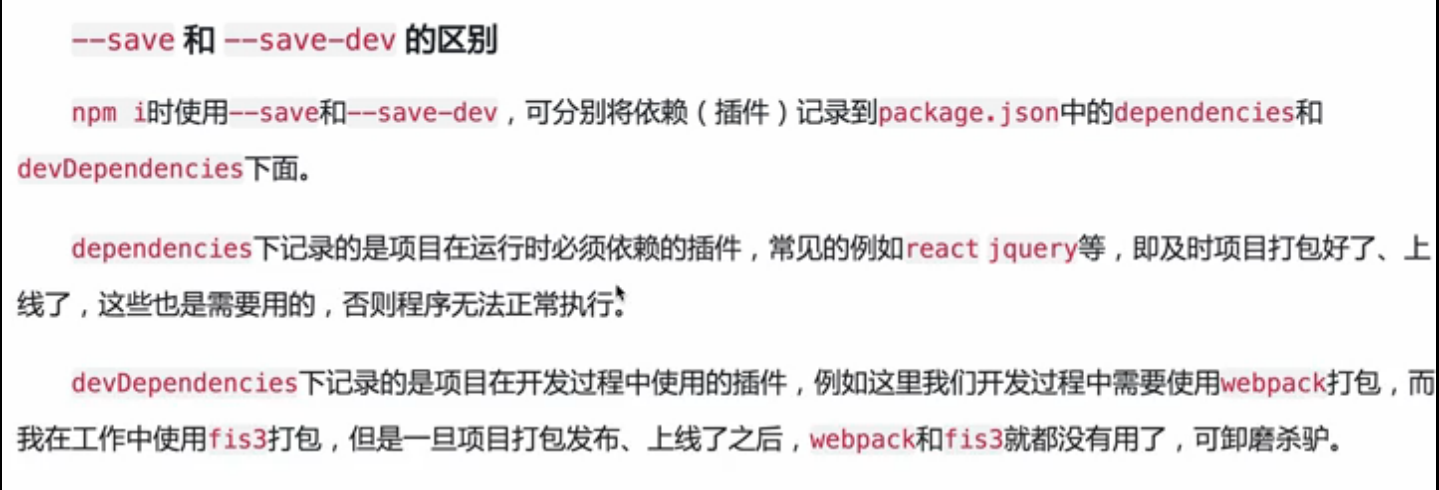 --save 和 --save-dev 的区别
npm i时使用--save和--save-dev，可分别将依赖（插件）记录到package.json中的dependencies和
devDependencies下面。
dependencies下记录的是项目在运行时必须依赖的插件，常见的例如react jquery等，即及时项目打包好了、上
线了，这些也是需要用的，否则程序无法正常执行。
devDependencies下记录的是项目在开发过程中使用的插件，例如这里我们开发过程中需要使用webpack打包，而
我在工作中使用fis3打包，但是一旦项目打包发布、上线了之后，webpack和fis3就都没有用了，可卸磨杀驴。